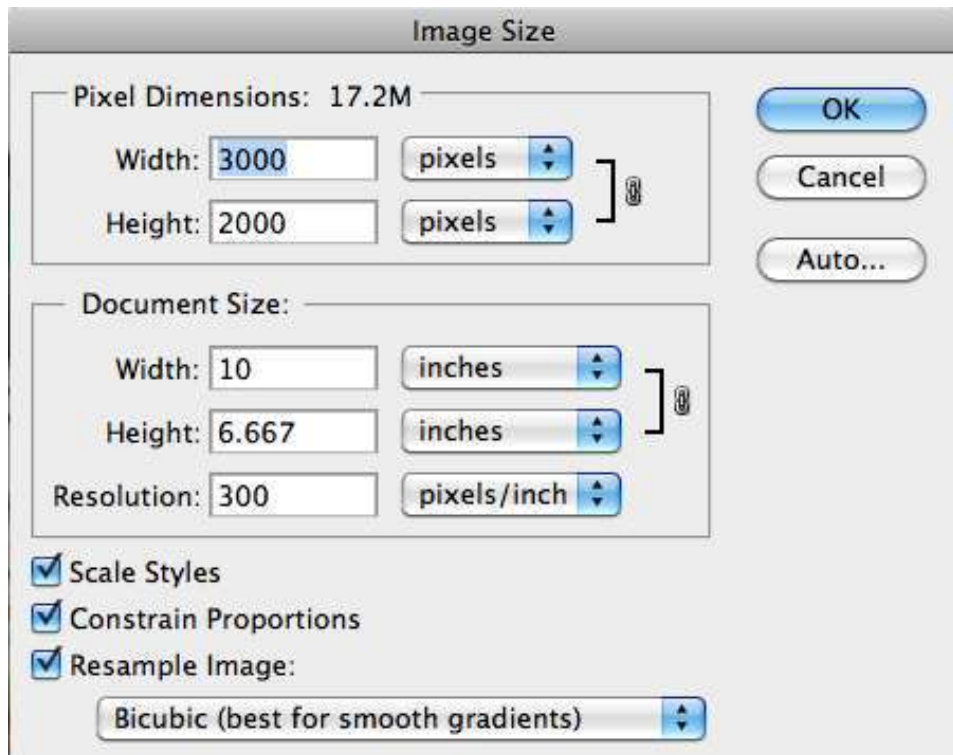 Image Size
Pixel Dimensions: 17.2M
Width: 3000 pixels
Height: 2000 pixels
OK
Cancel
Auto...
Document Size:
Width: 10 inches
Height: 6.667 inches
Resolution: 300 pixels/inch
Scale Styles
Constrain Proportions
Resample Image:
Bicubic (best for smooth gradients)